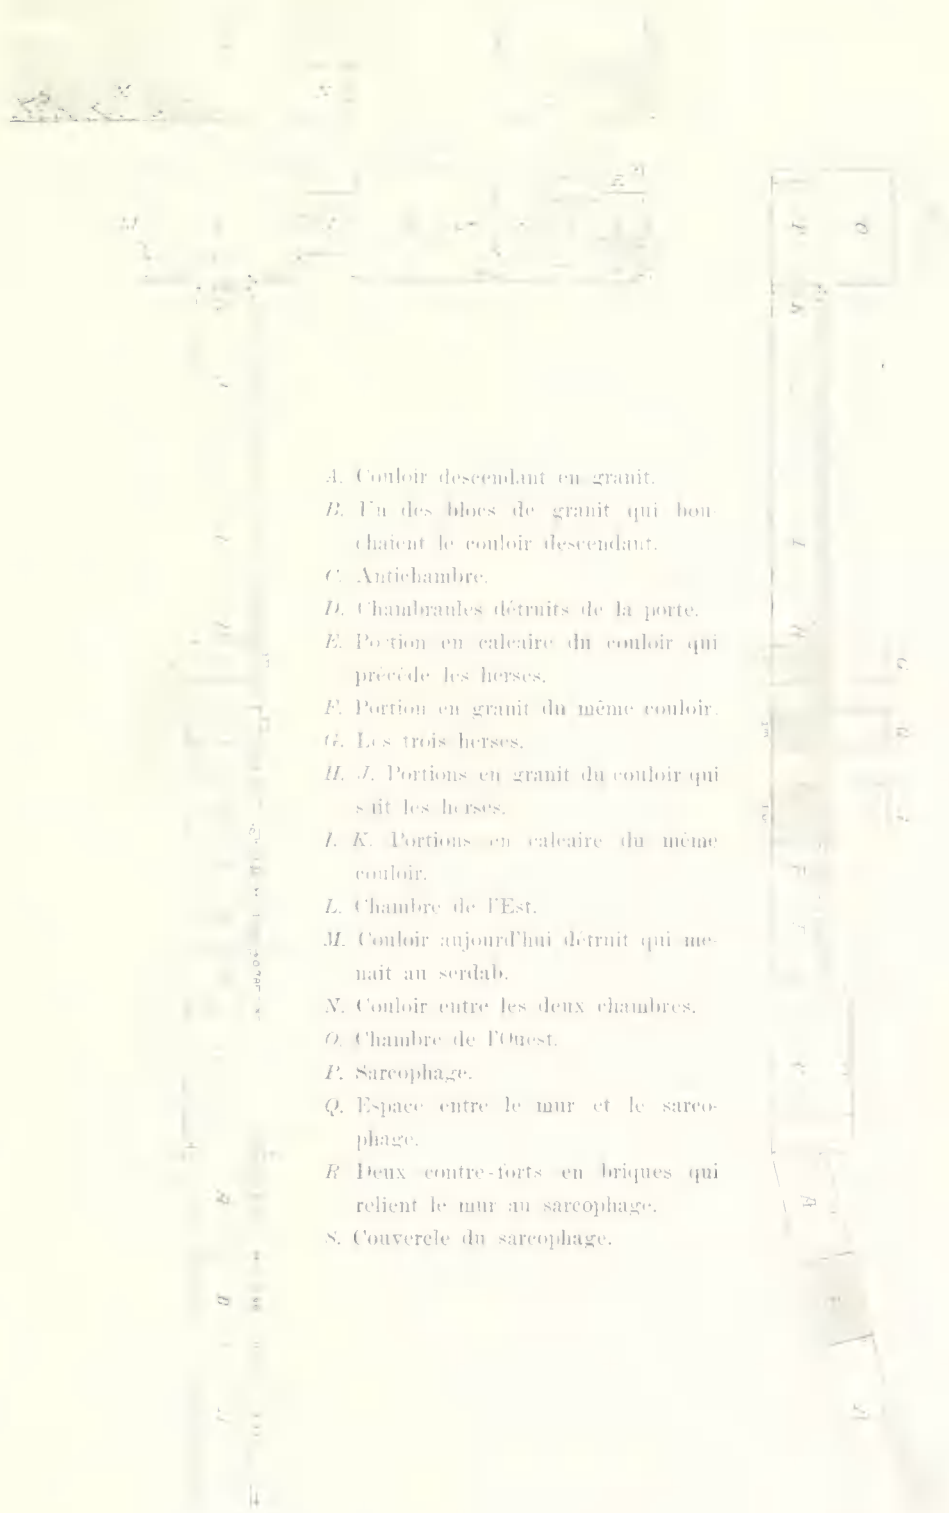 A. Couloir descendant en granit.
B. Un des blocs de granit qui bou-
chaient le couloir descendant.
C. Antichambre.
D. Chambranles détruits de la porte.
E. Portion en calcaire du couloir qui
précède les herses.
F. Portion en granit du même couloir.
G. Les trois herses.
H. J. Portions en granit du couloir qui
suit les herses.
I. K. Portions en calcaire du même
couloir.
L. Chambre de l'Est.
M. Couloir aujourd'hui détruit qui me-
nait au serdab.
N. Couloir entre les deux chambres.
O. Chambre de l'Ouest.
P. Sarcophage.
Q. Espace entre le mur et le sarco-
phage.
R Deux contre-forts en briques qui
relient le mur au sarcophage.
S. Couvercle du sarcophage.